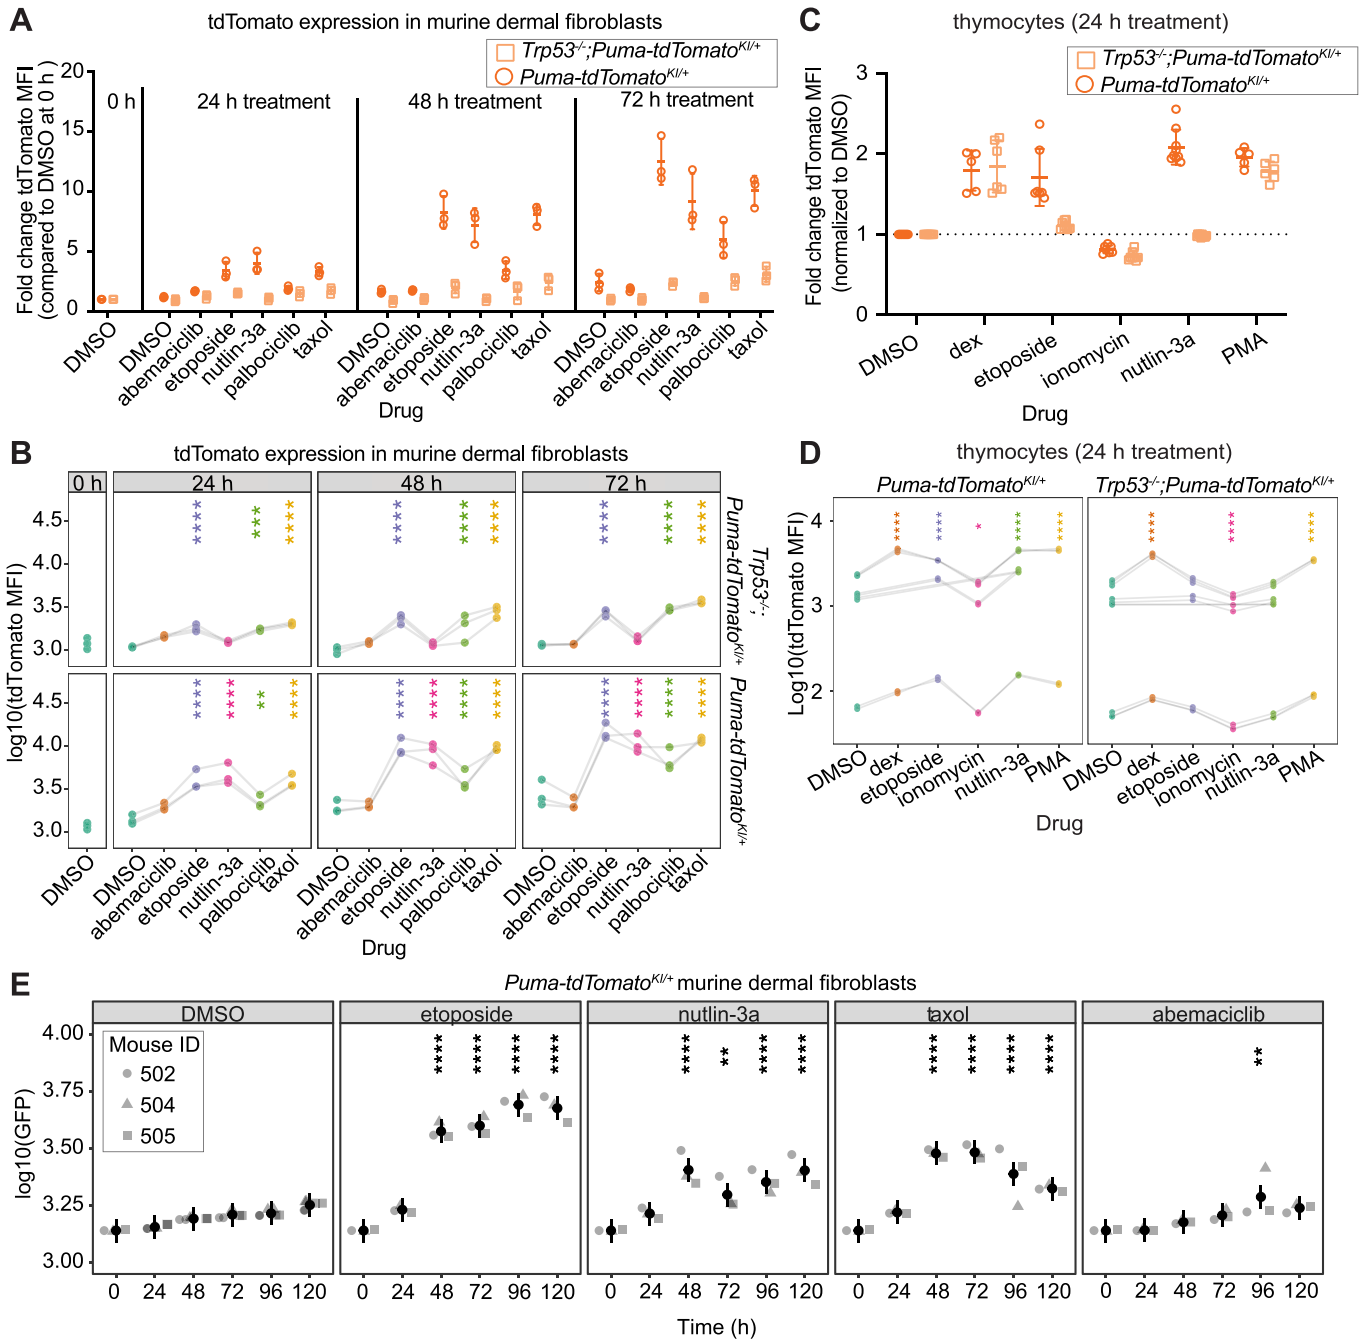 A
tdTomato expression in murine dermal fibroblasts
Trp53-/-;Puma-tdTomatoKI/+
Puma-tdTomatoKI/+
Fold change tdTomato MFI
(compared to DMSO at 0 h)
20
15
10
5
0
0 h
24 h treatment
48 h treatment
72 h treatment
DMSO
DMSO
abemaciclib
etoposide
nutlin-3a
palbociclib
taxol
DMSO
abemaciclib
etoposide
nutlin-3a
palbociclib
taxol
DMSO
abemaciclib
etoposide
nutlin-3a
palbociclib
taxol
Drug
C
thymocytes (24 h treatment)
Trp53-/-;Puma-tdTomatoKI/+
Puma-tdTomatoKI/+
Fold change tdTomato MFI
(normalized to DMSO)
3
2
1
0
DMSO
dex
etoposide
ionomycin
nutlin-3a
PMA
Drug
B
tdTomato expression in murine dermal fibroblasts
0 h
24 h
48 h
72 h
log10(tdTomato MFI)
4.5
4.0
3.5
3.0
****
***
****
****
****
****
****
****
****
Trp53-/-;
Puma-tdTomatoKI/+
4.5
4.0
3.5
3.0
****
****
**
****
****
****
****
****
****
****
****
****
Puma-tdTomatoKI/+
DMSO
DMSO
abemaciclib
etoposide
nutlin-3a
palbociclib
taxol
DMSO
abemaciclib
etoposide
nutlin-3a
palbociclib
taxol
DMSO
abemaciclib
etoposide
nutlin-3a
palbociclib
taxol
Drug
D
thymocytes (24 h treatment)
Puma-tdTomatoKI/+
Trp53-/-;Puma-tdTomatoKI/+
Log10(tdTomato MFI)
4
3
2
****
****
*
****
****
****
****
****
DMSO
dex
etoposide
ionomycin
nutlin-3a
PMA
DMSO
dex
etoposide
ionomycin
nutlin-3a
PMA
Drug
E
Puma-tdTomatoKI/+ murine dermal fibroblasts
DMSO
etoposide
nutlin-3a
taxol
abemaciclib
log10(GFP)
4.00
3.75
3.50
3.25
3.00
Mouse ID
502
504
505
****
****
****
****
****
**
****
****
****
****
****
****
**
0 24 48 72 96 120
0 24 48 72 96 120
0 24 48 72 96 120
0 24 48 72 96 120
0 24 48 72 96 120
Time (h)